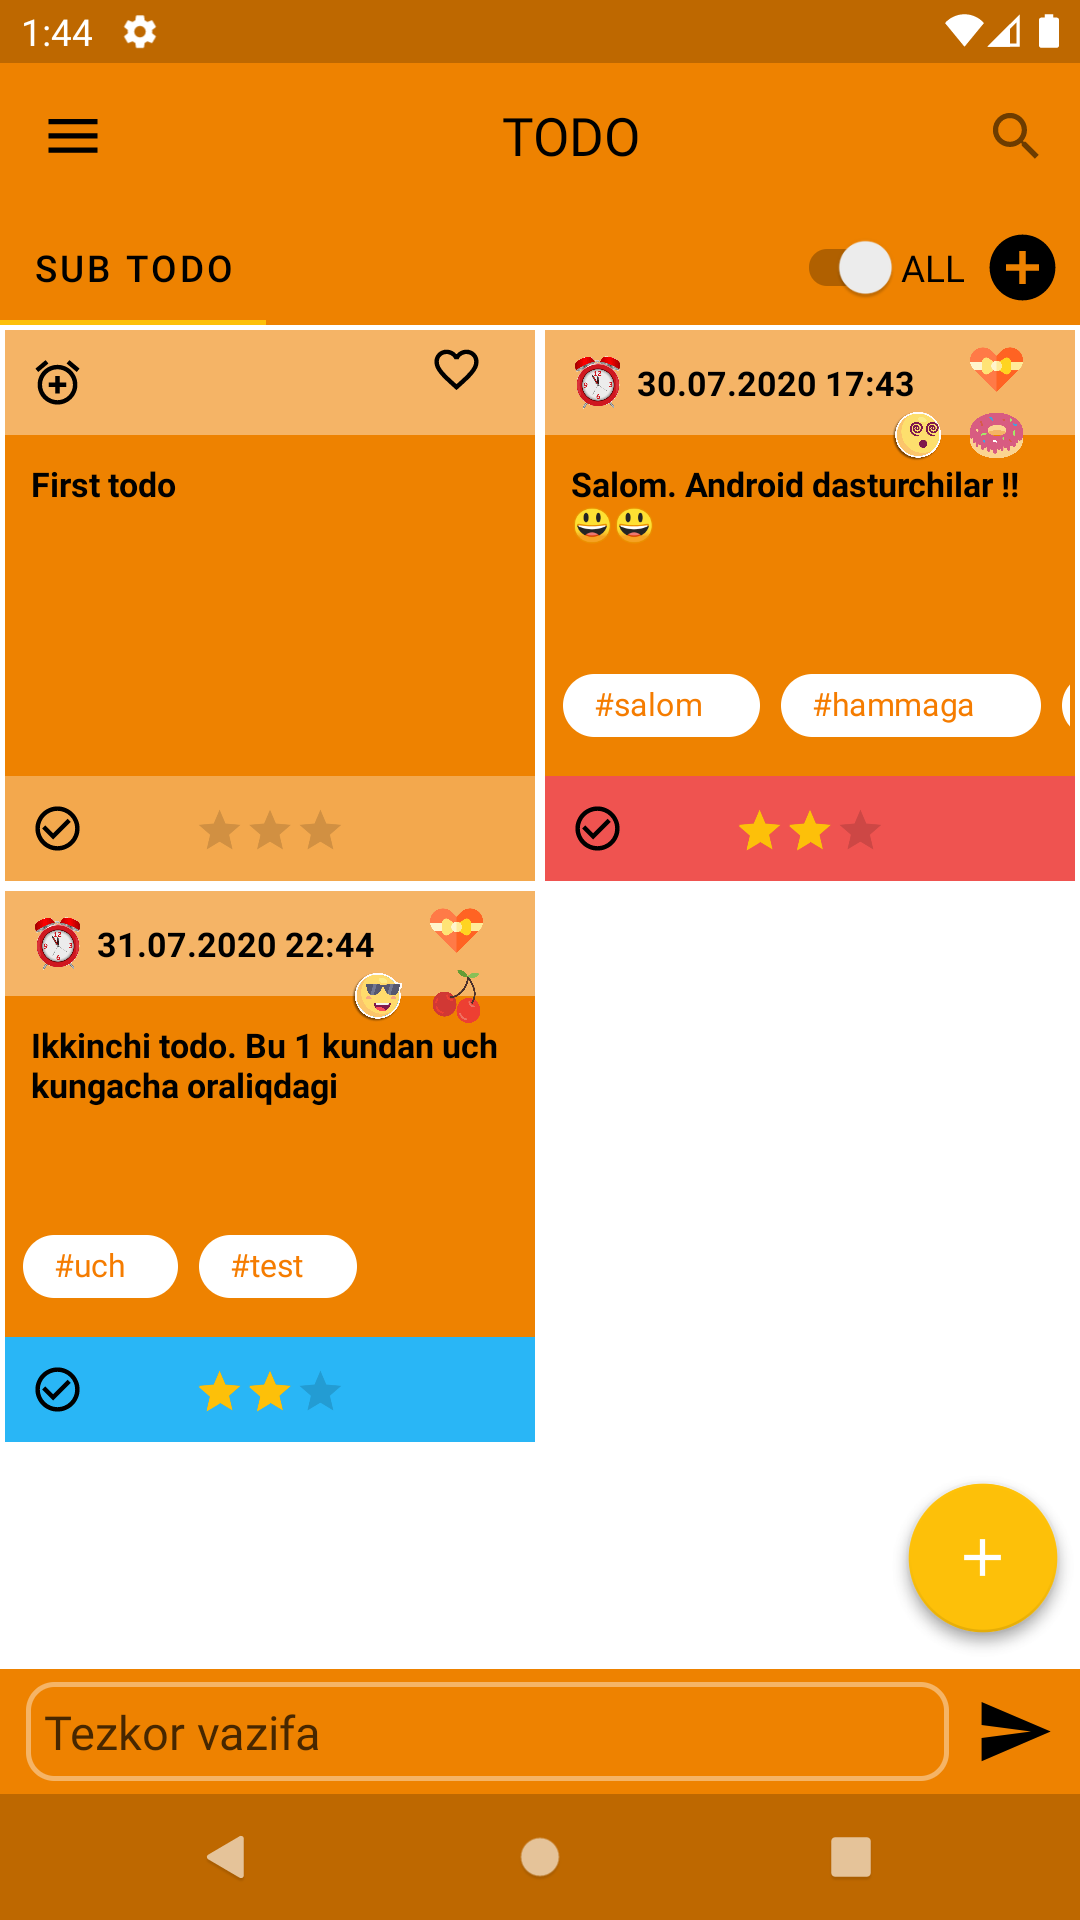 1:44
TODO
SUB TODO
ALL
First todo
30.07.2020 17:43
Salom. Android dasturchilar !!
😃😃
#salom #hammaga
31.07.2020 22:44
Ikkinchi todo. Bu 1 kundan uch
kungacha oraliqdagi
#uch #test
Tezkor vazifa